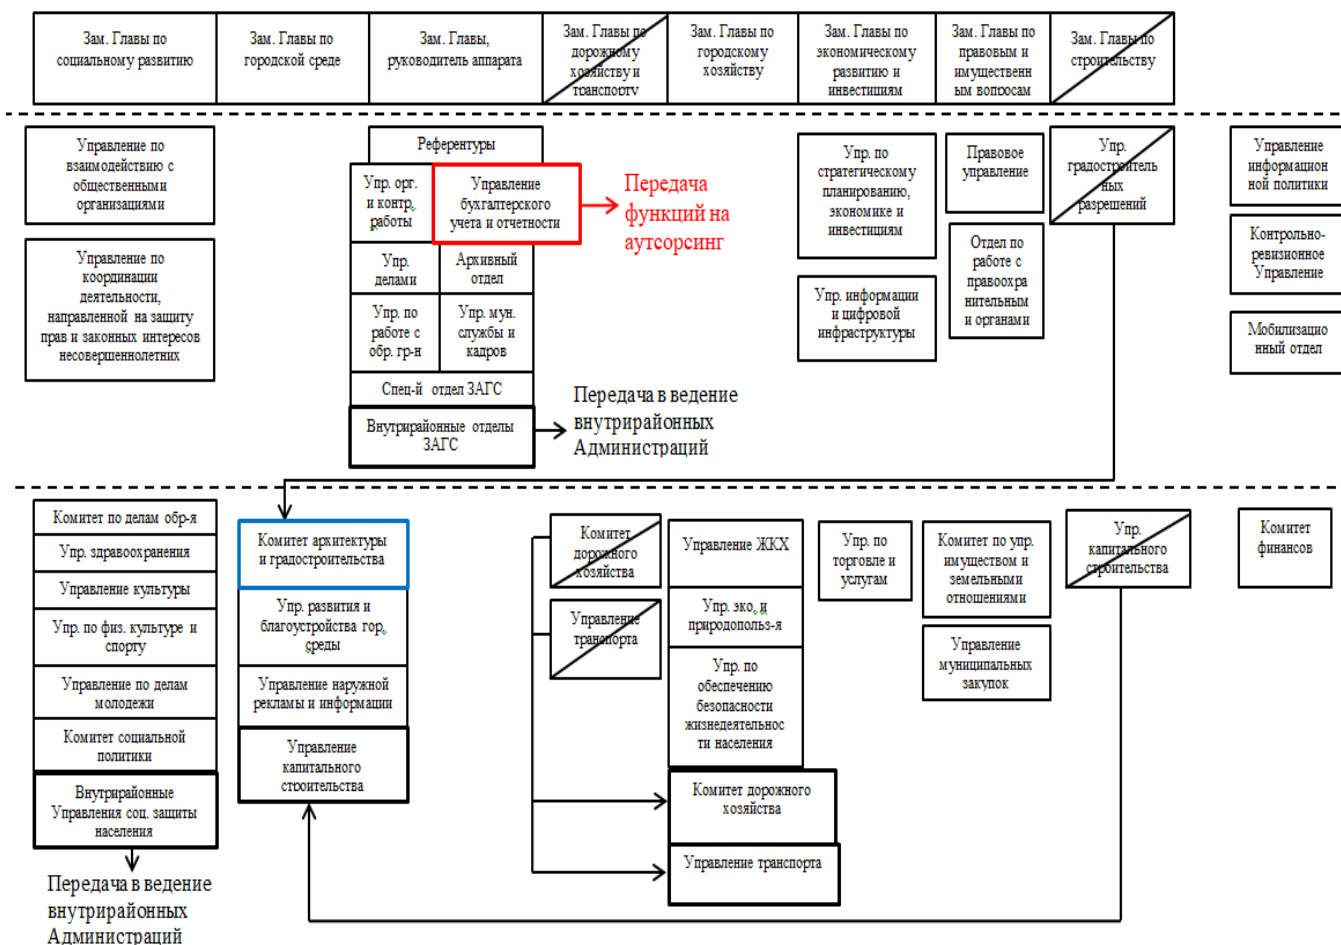 Зам. Главы по
социальному развитию
Зам. Главы по
городской среде
Зам. Главы,
руководитель аппарата
Зам. Главы по
дорожному
хозяйству и
транспорту
Зам. Главы по
городскому
хозяйству
Зам. Главы по
экономическому
развитию и
инвестициям
Зам. Главы по
правовым и
имущественн
ым вопросам
Зам. Главы по
строительству
Управление по
взаимодействию с
общественными
организациями
Управление по
координации
деятельности,
направленной на защиту
прав и законных интересов
несовершеннолетних
Референтуры
Упр. орг.
и контр.
работы
Управление
бухгалтерского
учета и отчетности
Передача
функций на
аутсорсинг
Упр.
делами
Архивный
отдел
Упр. по
работе с
обр. гр-н
Упр. мун.
службы и
кадров
Спец-й отдел ЗАГС
Внутрирайонные отделы
ЗАГС
Передача в ведение
внутрирайонных
Администраций
Упр. по
стратегическому
планированию,
экономике и
инвестициям
Упр. информации
и цифровой
инфраструктуры
Правовое
управление
Отдел по
работе с
правоохра
нительным
и органами
Упр.
градостроитель
ных
разрешений
Управление
информацион
ной политики
Контрольно-
ревизионное
Управление
Мобилизацио
нный отдел
Комитет по делам обр-я
Упр. здравоохранения
Управление культуры
Упр. по физ. культуре и
спорту
Управление по делам
молодежи
Комитет социальной
политики
Внутрирайонные
Управления соц. защиты
населения
Передача в ведение
внутрирайонных
Администраций
Комитет архитектуры
и градостроительства
Упр. развития и
благоустройства гор.
среды
Управление наружной
рекламы и информации
Управление
капитального
строительства
Комитет
дорожного
хозяйства
Управление
транспорта
Управление ЖКХ
Упр. эко. и
природопольз-я
Упр. по
обеспечению
безопасности
жизнедеятельнос
ти населения
Комитет дорожного
хозяйства
Управление транспорта
Упр. по
торговле и
услугам
Комитет по упр.
имуществом и
земельными
отношениями
Управление
муниципальных
закупок
Упр.
капитального
строительства
Комитет
финансов